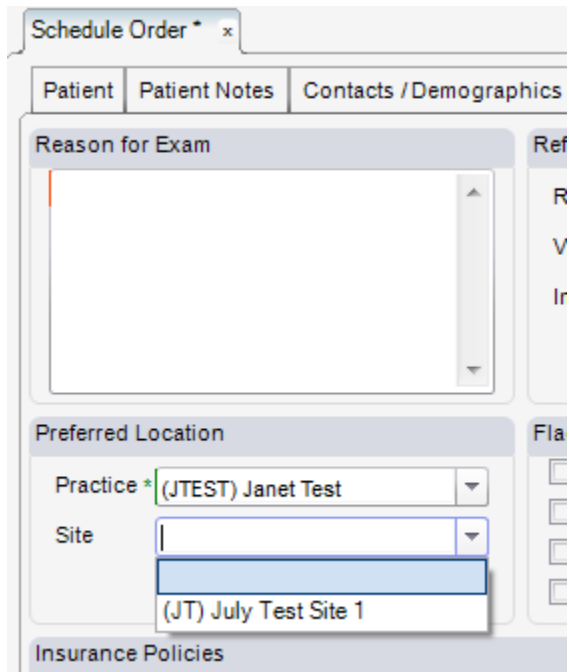 Schedule Order * x
Patient Patient Notes Contacts / Demographics
Reason for Exam
Preferred Location
Practice * (JTEST) Janet Test
Site
(JT) July Test Site 1
Insurance Policies